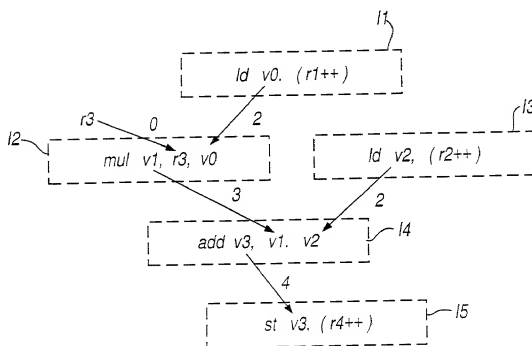 I1
ld v0. (r1++)
r3
0
2
I3
I2
mul v1, r3, v0
ld v2, (r2++)
3
2
add v3, v1. v2
I4
4
st v3. (r4++)
I5